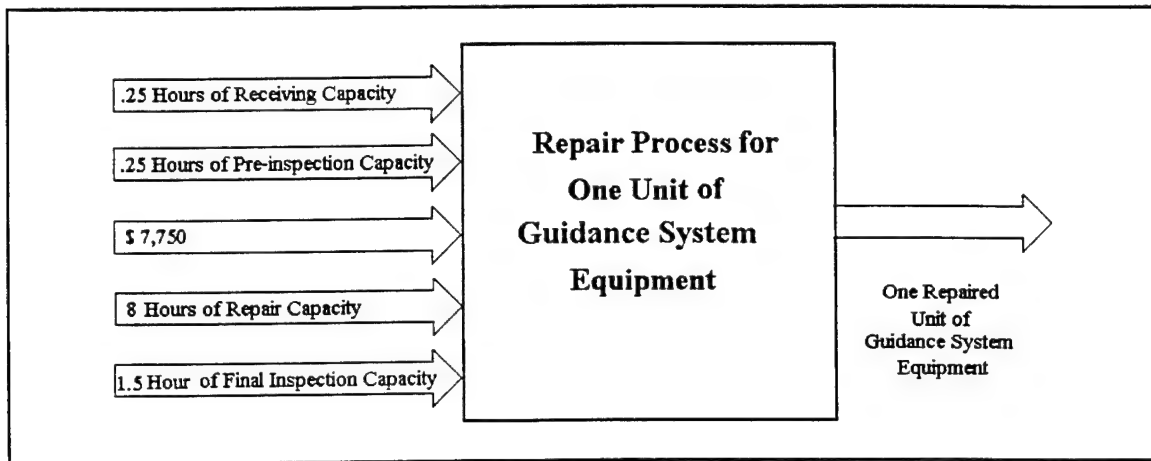 .25 Hours of Receiving Capacity
.25 Hours of Pre-inspection Capacity
$ 7,750
8 Hours of Repair Capacity
1.5 Hour of Final Inspection Capacity
Repair Process for
One Unit of
Guidance System
Equipment
One Repaired
Unit of
Guidance System
Equipment